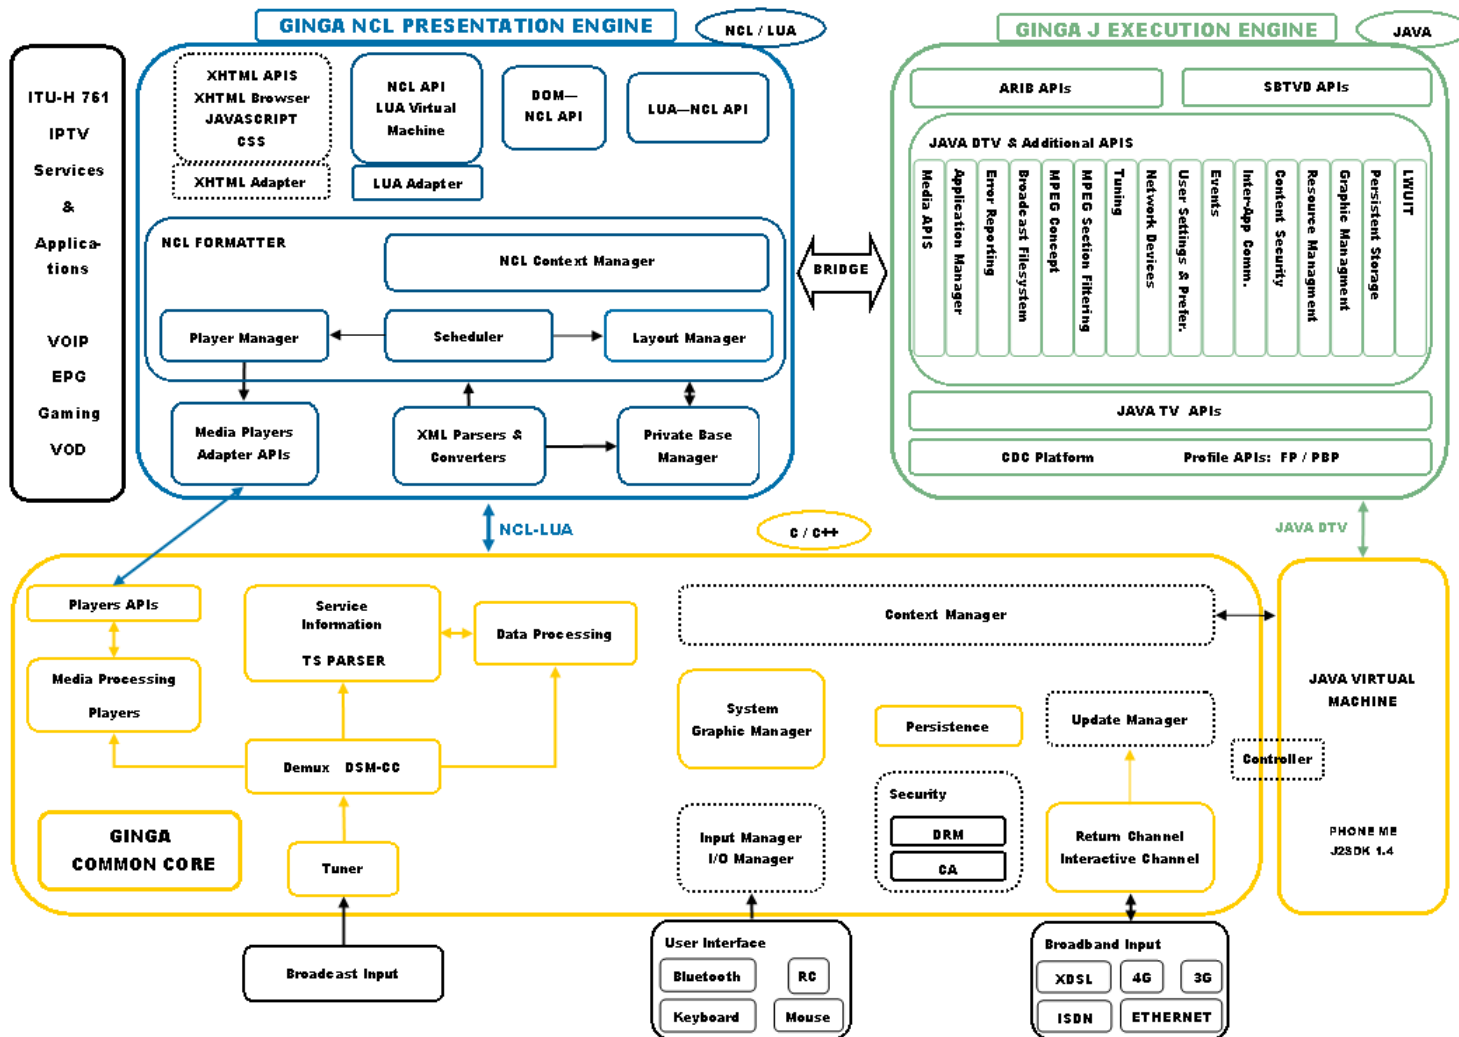 GINGA NCL PRESENTATION ENGINE
NCL / LUA
GINGA J EXECUTION ENGINE
JAVA
ITU-H 761
IPTV
Services
&
Applica-
tions
VOIP
EPG
Gaming
VOD
XHTML APIS
XHTML Browser
JAVASCRIPT
CSS
XHTML Adapter
NCL API
LUA Virtual
Machine
LUA Adapter
DOM—
NCL API
LUA—NCL API
NCL FORMATTER
NCL Context Manager
Player Manager
Scheduler
Layout Manager
Media Players
Adapter APIs
XML Parsers &
Converters
Private Base
Manager
BRIDGE
ARIB APIs
SBTVD APIs
JAVA DTV & Additional APIS
Media APIS
Application Manager
Error Reporting
Broadcast Filesystem
MPEG Concept
MPEG Section Filtering
Tuning
Network Devices
User Settings & Prefer.
Events
Inter-App Comm.
Content Security
Resource Managment
Graphic Managment
Persistent Storage
LWUIT
JAVA TV APIs
CDC Platform
Profile APIs: FP / PBP
NCL-LUA
C / C++
JAVA DTV
Players APIs
Media Processing
Players
Service
Information
TS PARSER
Data Processing
Demux DSM-CC
GINGA
COMMON CORE
Tuner
Context Manager
System
Graphic Manager
Persistence
Update Manager
Input Manager
I/O Manager
Security
DRM
CA
Return Channel
Interactive Channel
Controller
JAVA VIRTUAL
MACHINE
PHONE ME
J2SDK 1.4
Broadcast Input
User Interface
Bluetooth
RC
Keyboard
Mouse
Broadband Input
XDSL
4G
3G
ISDN
ETHERNET